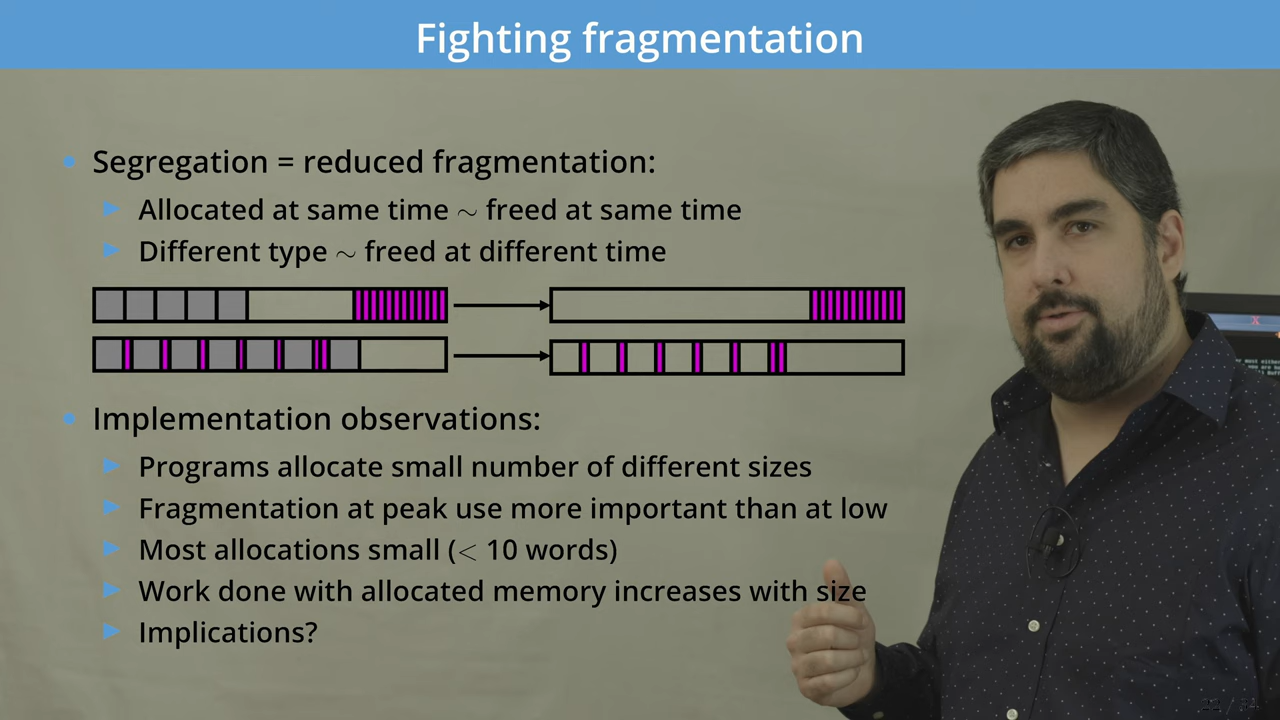 Fighting fragmentation
Segregation = reduced fragmentation:
Allocated at same time ~ freed at same time
Different type ~ freed at different time
Implementation observations:
Programs allocate small number of different sizes
Fragmentation at peak use more important than at low
Most allocations small (< 10 words)
Work done with allocated memory increases with size
Implications?